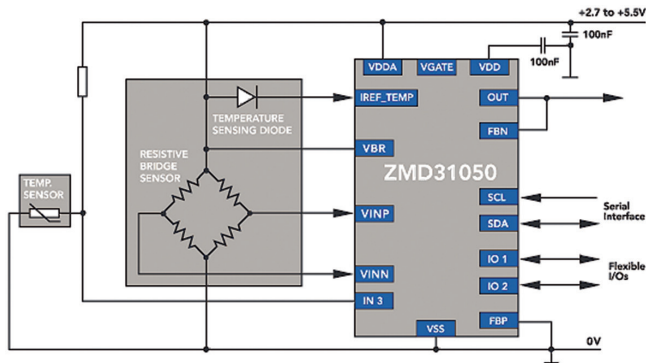 +2.7 to +5.5V
100nF
100nF
VDDA
VGATE
VDD
IREF_TEMP
OUT
TEMPERATURE
SENSING DIODE
FBN
VBR
RESISTIVE
BRIDGE
SENSOR
ZMD31050
TEMP.
SENSOR
SCL
Serial
Interface
VINP
SDA
IO 1
Flexible
I/Os
VINN
IO 2
IN 3
VSS
FBP
0V